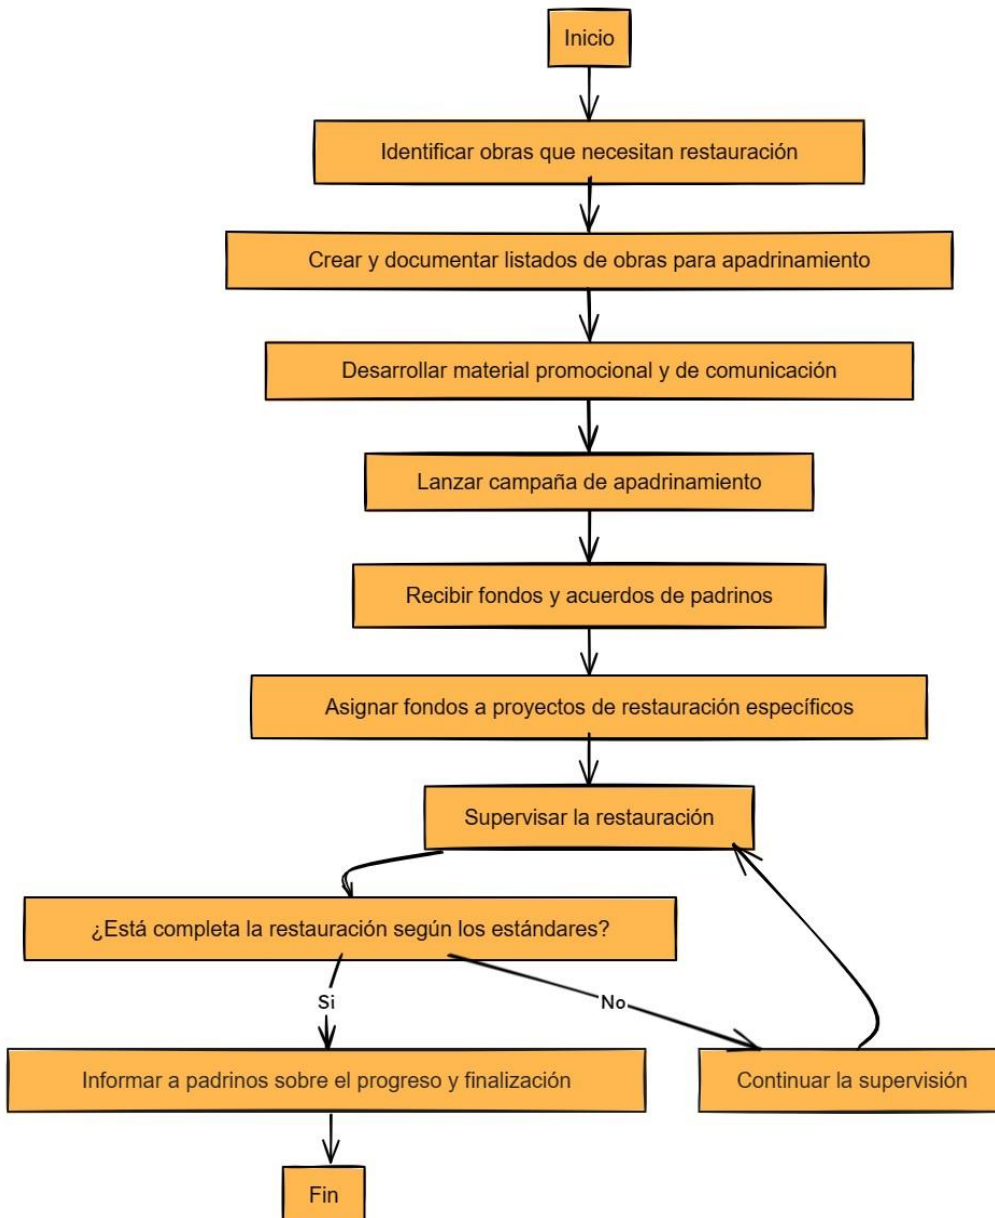 Inicio
Identificar obras que necesitan restauración
Crear y documentar listados de obras para apadrinamiento
Desarrollar material promocional y de comunicación
Lanzar campaña de apadrinamiento
Recibir fondos y acuerdos de padrinos
Asignar fondos a proyectos de restauración específicos
Supervisar la restauración
¿Está completa la restauración según los estándares?
Si
No
Informar a padrinos sobre el progreso y finalización
Continuar la supervisión
Fin